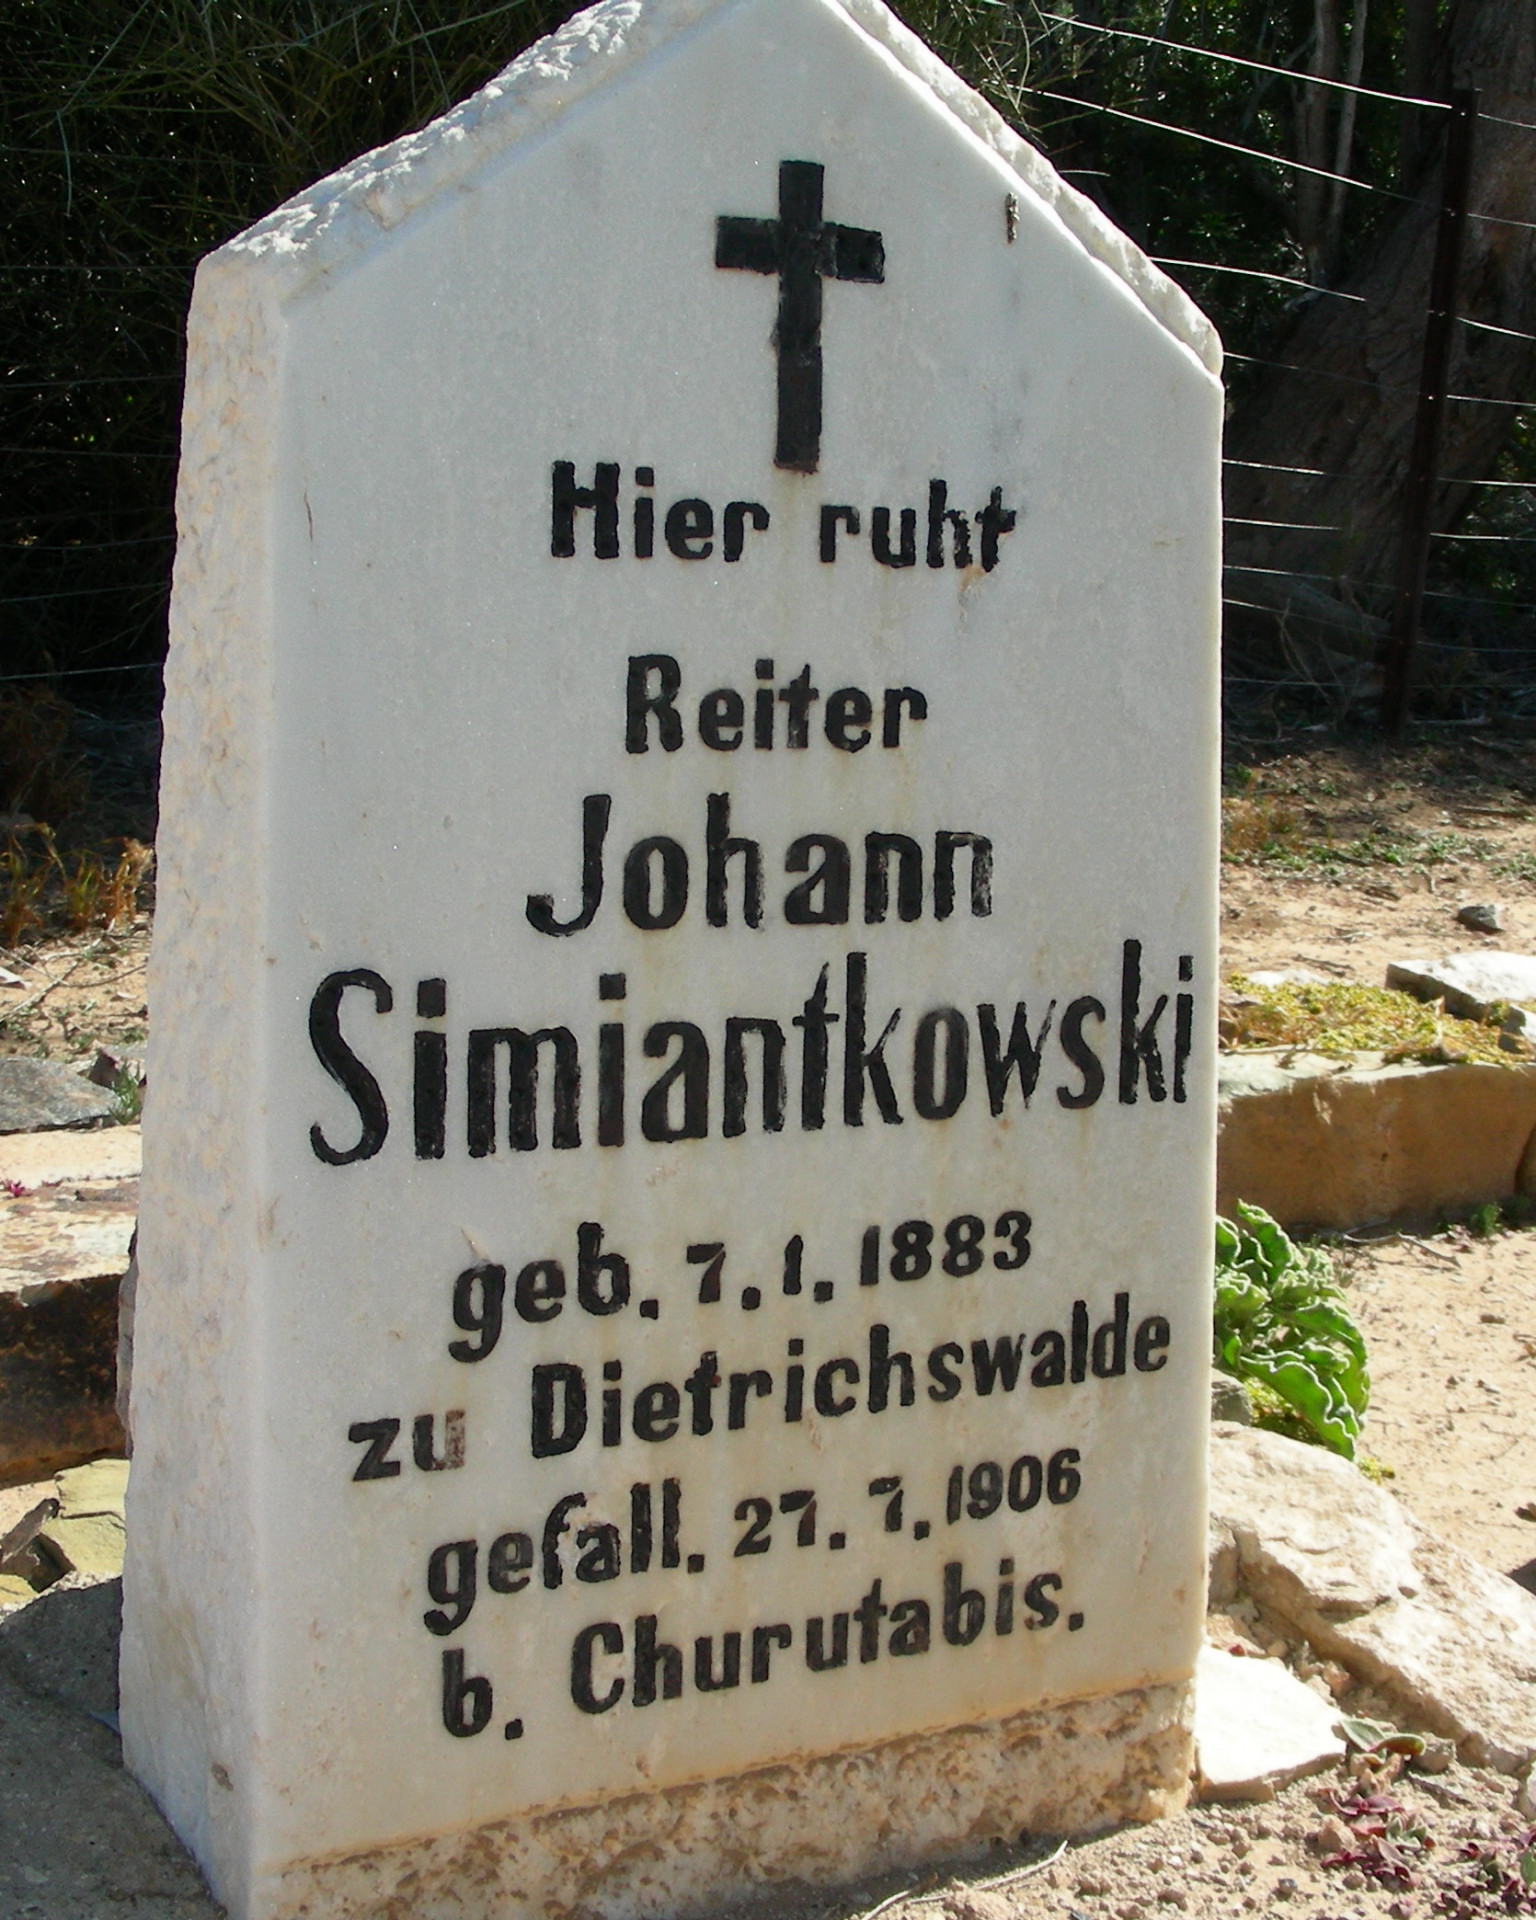 Hier ruht
Reiter
Johann
Simiantkowski
geb. 7. 1. 1883
zu Dietrichswalde
gefall. 27. 7. 1906
b. Churutabis.